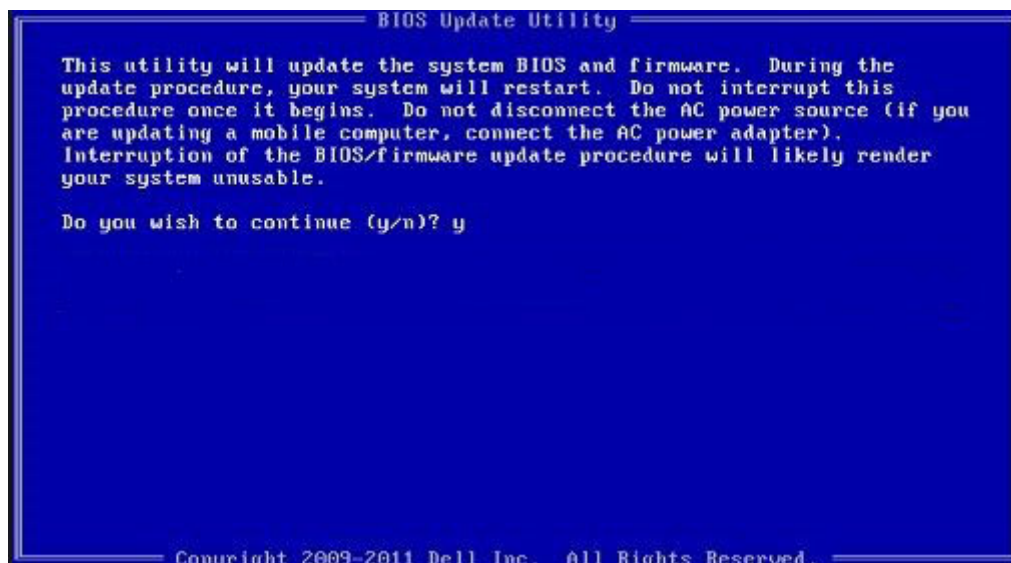 BIOS Update Utility
This utility will update the system BIOS and firmware. During the
update procedure, your system will restart. Do not interrupt this
procedure once it begins. Do not disconnect the AC power source (if you
are updating a mobile computer, connect the AC power adapter).
Interruption of the BIOS/firmware update procedure will likely render
your system unusable.
Do you wish to continue (y/n)? y
Copyright 2009-2011 Dell Inc. All Rights Reserved.